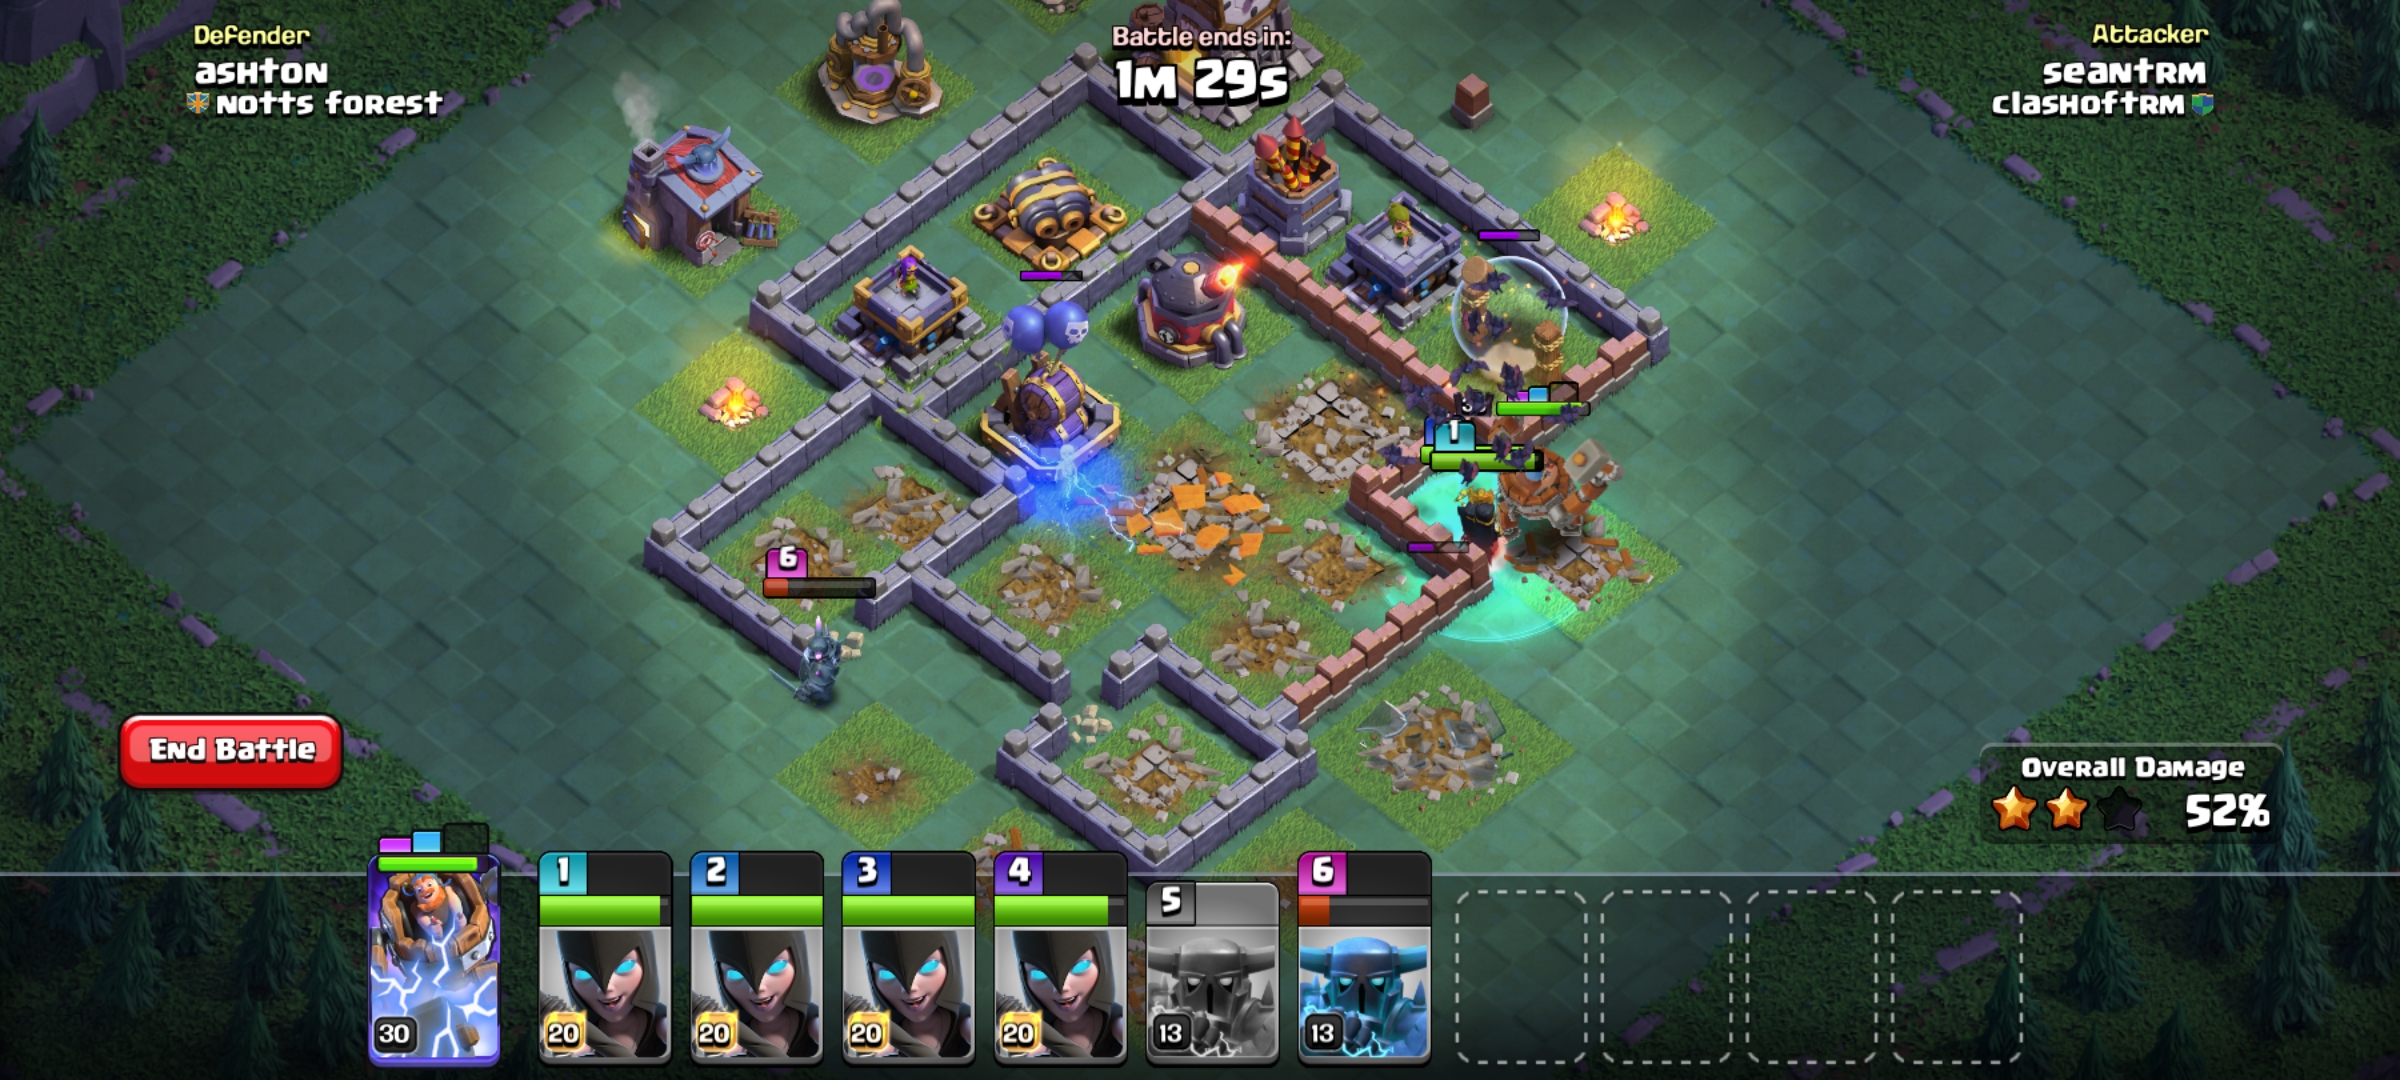 Defender
ashton
notts forest
Battle ends in:
1m 29s
Attacker
seantrm
clashoftrm
1
6
End Battle
Overall Damage
52%
1
2
3
4
5
6
30
20
20
20
20
13
13